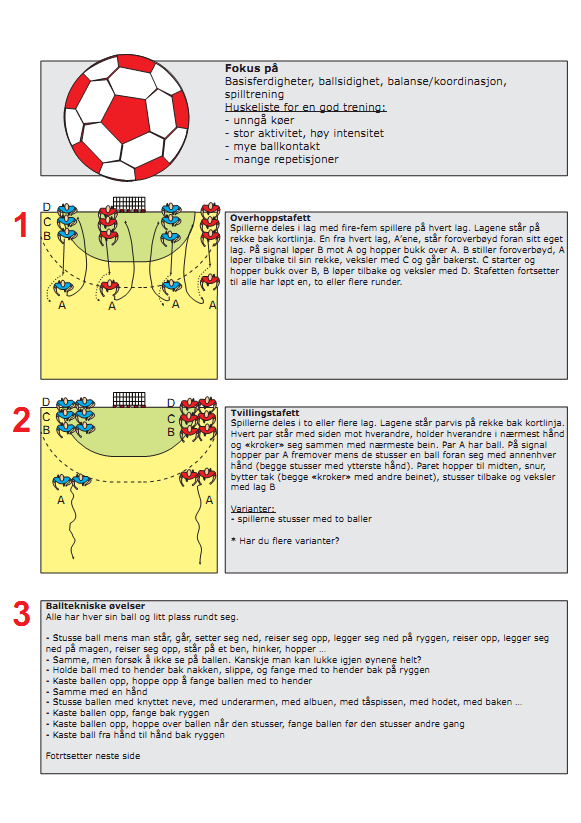 Fokus på
Basisferdigheter, ballsidighet, balanse/koordinasjon,
spilltrening
Huskeliste for en god trening:
- unngå køer
- stor aktivitet, høy intensitet
- mye ballkontakt
- mange repetisjoner
1
D
C
B
A
A
A
A
Overhoppstafett
Spillerne deles i lag med fire-fem spillere på hvert lag. Lagene står på
rekke bak kortlinja. En fra hvert lag, A'ene, står foroverbøyd foran sitt eget
lag. På signal løper B mot A og hopper bukk over A. B stiller foroverbøyd, A
løper tilbake til sin rekke, veksler med C og går bakerst. C starter og
hopper bukk over B, B løper tilbake og veksler med D. Stafetten fortsetter
til alle har løpt en, to eller flere runder.
2
D
C
B
D
C
B
A
A
Tvillingstafett
Spillerne deles i to eller flere lag. Lagene står parvis på rekke bak kortlinja.
Hvert par står med siden mot hverandre, holder hverandre i nærmest hånd
og «kroker» seg sammen med nærmeste bein. Par A har ball. På signal
hopper par A fremover mens de stusser en ball foran seg med annenhver
hånd (begge stusser med ytterste hånd). Paret hopper til midten, snur,
bytter tak (begge «kroker» med andre beinet), stusser tilbake og veksler
med lag B
Varianter:
- spillerne stusser med to baller
* Har du flere varianter?
3
Balltekniske øvelser
Alle har hver sin ball og litt plass rundt seg.
- Stusse ball mens man står, går, setter seg ned, reiser seg opp, legger seg ned på ryggen, reiser opp, legger seg
ned på magen, reiser seg opp, står på et ben, hinker, hopper …
- Samme, men forsøk å ikke se på ballen. Kanskje man kan lukke igjen øynene helt?
- Holde ball med to hender bak nakken, slippe, og fange med to hender bak på ryggen
- Kaste ballen opp, hoppe opp å fange ballen med to hender
- Samme med en hånd
- Stusse ballen med knyttet neve, med underarmen, med albuen, med tåspissen, med hodet, med baken …
- Kaste ballen opp, fange bak ryggen
- Kaste ballen opp, hoppe over ballen når den stusser, fange ballen før den stusser andre gang
- Kaste ball fra hånd til hånd bak ryggen
Fotrtsetter neste side